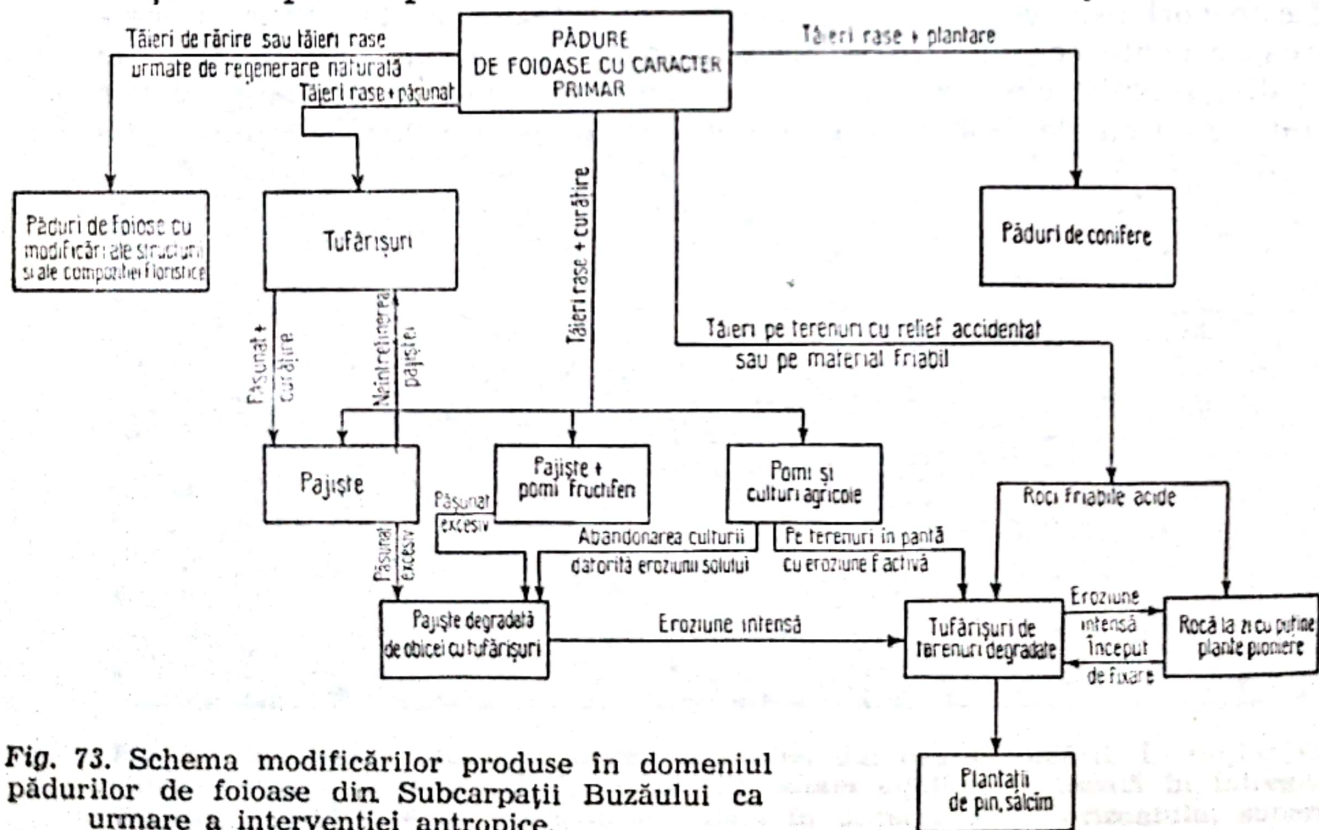 Tăieri de rărire sau tăieri rase
urmate de regenerare naturală
Tăieri rase + păşunat
PĂDURE
DE FOIOASE CU CARACTER
PRIMAR
Tăieri rase + plantare
Păduri de foiose cu
modificări ale structurii
si ale compozitiei floristice
Tufărişuri
Tăieri rase + curăţire
Păduri de conifere
Păşunat +
curăţire
Neîntreţinerea
pajiştei
Tăieri pe terenuri cu relief accidentat
sau pe material friabil
Pajişte
Pajişte +
pomi fructiferi
Pomi şi
culturi agricole
Roci friabile acide
Păşunat
excesiv
Păşunat
excesiv
Abandonarea culturii
datorită eroziunii solului
Pe terenuri în pantă
cu eroziune f activă
Pajişte degradată
de obicei cu tufărişuri
Eroziune intensă
Tufărişuri de
terenuri degradate
Eroziune
intensă
Început
de fixare
Rocă la zi cu puţine
plante pioniere
Plantaţii
de pin, sălcîm
Fig. 73. Schema modificărilor produse în domeniul
pădurilor de foioase din Subcarpaţii Buzăului ca
urmare a intervenţiei antropice.